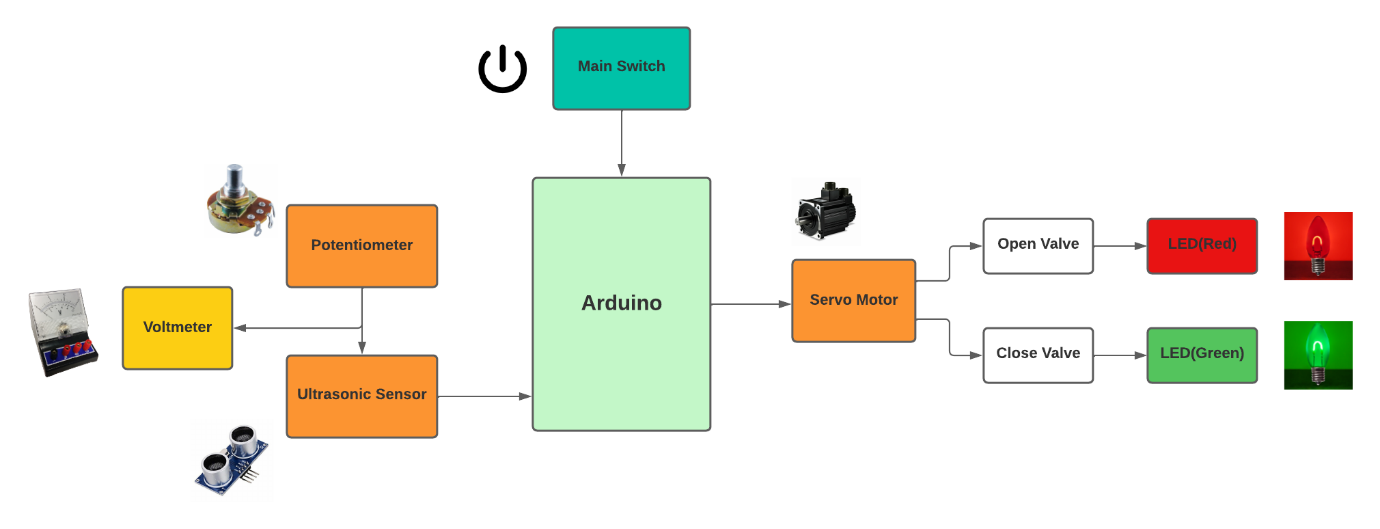 Main Switch
Potentiometer
Voltmeter
Ultrasonic Sensor
Arduino
Servo Motor
Open Valve
LED(Red)
Close Valve
LED(Green)